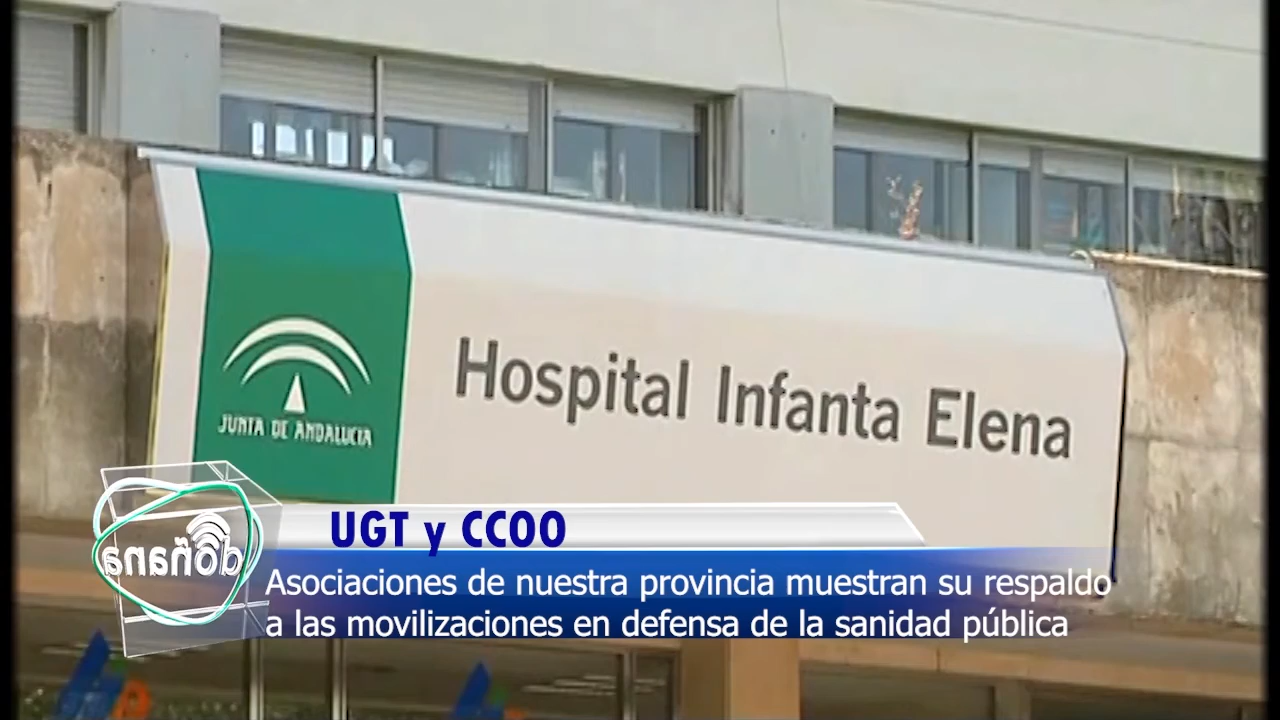 Hospital Infanta Elena
JUNTA DE ANDALUCIA
UGT y CCOO
doñana
Asociaciones de nuestra provincia muestran su respaldo
a las movilizaciones en defensa de la sanidad pública